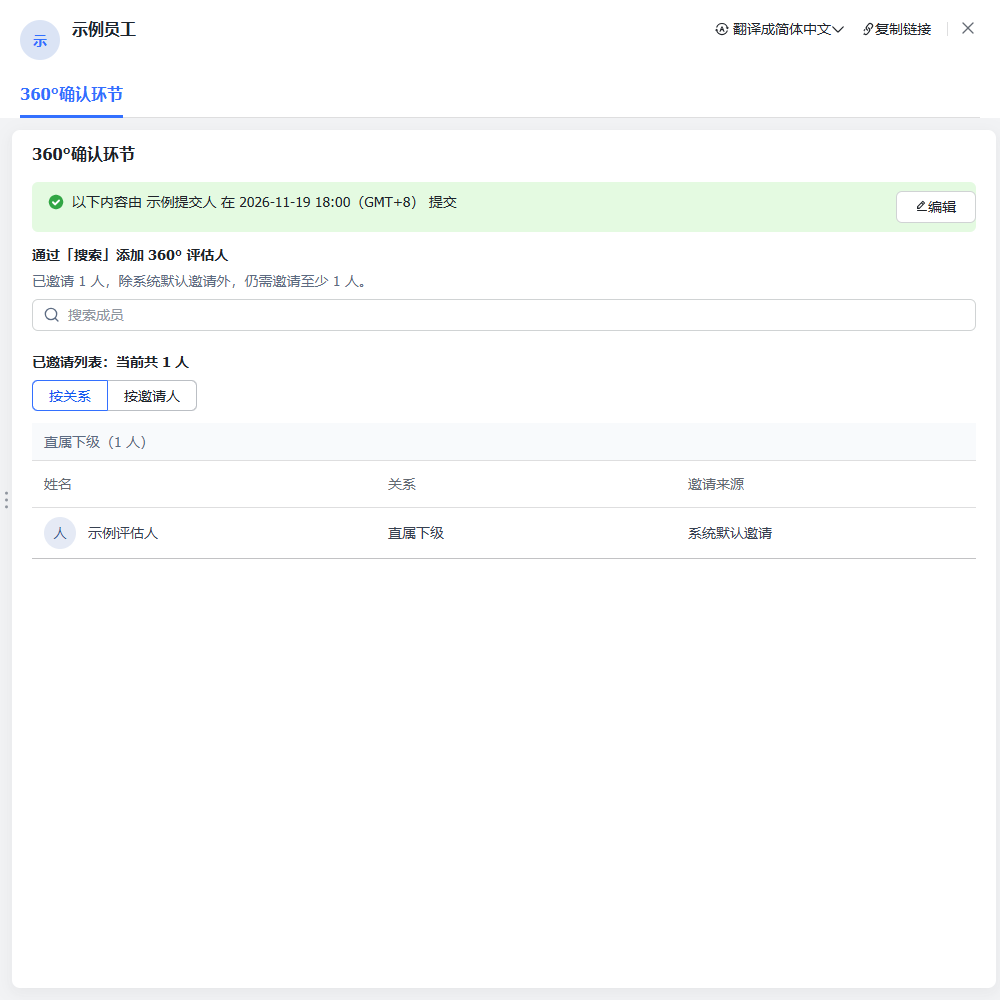 示
示例员工
翻译成简体中文
复制链接
360°确认环节
360°确认环节
以下内容由 示例提交人 在 2026-11-19 18:00（GMT+8） 提交
编辑
通过「搜索」添加 360° 评估人
已邀请 1 人，除系统默认邀请外，仍需邀请至少 1 人。
搜索成员
已邀请列表：当前共 1 人
按关系 按邀请人
直属下级（1 人）
姓名 关系 邀请来源
人 示例评估人 直属下级 系统默认邀请